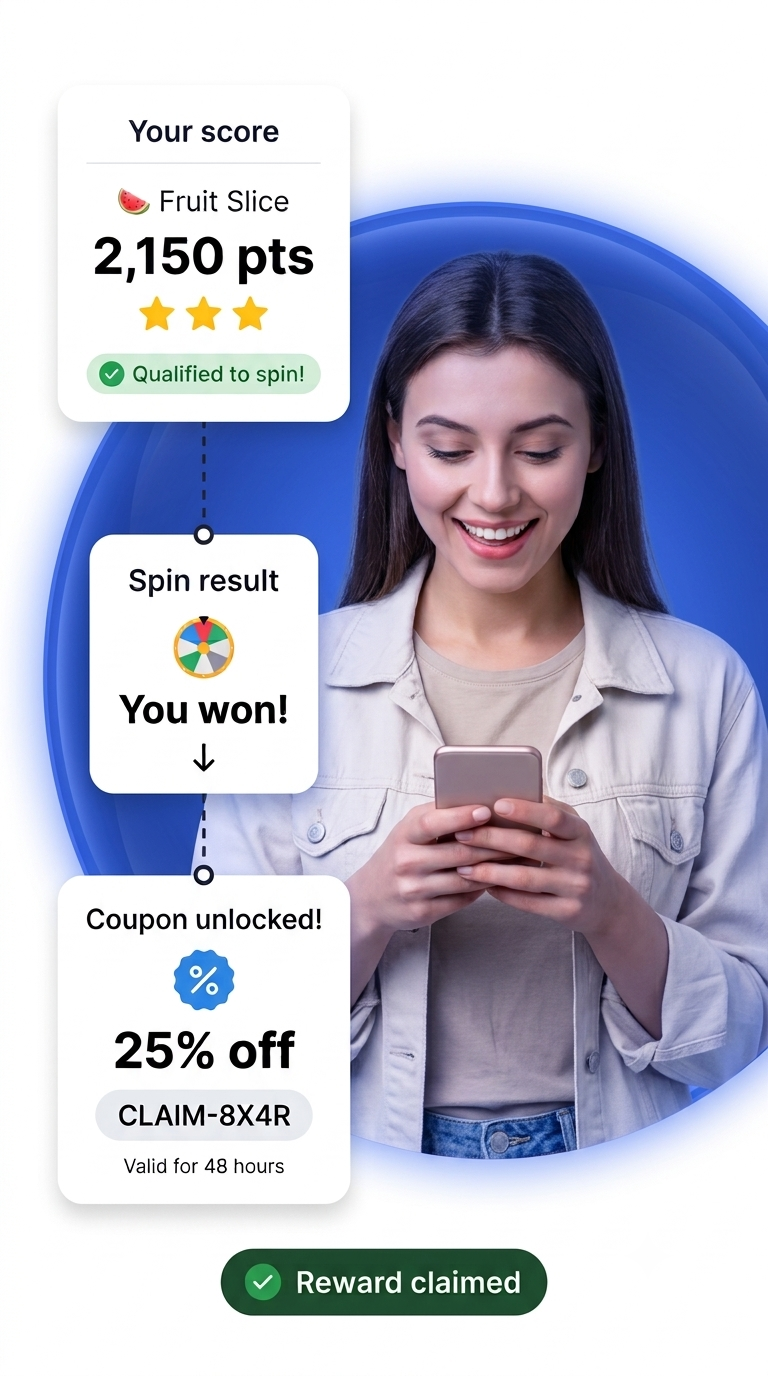 Your score
🍉 Fruit Slice
2,150 pts
Qualified to spin!
Spin result
You won!
Coupon unlocked!
%
25% off
CLAIM-8X4R
Valid for 48 hours
Reward claimed